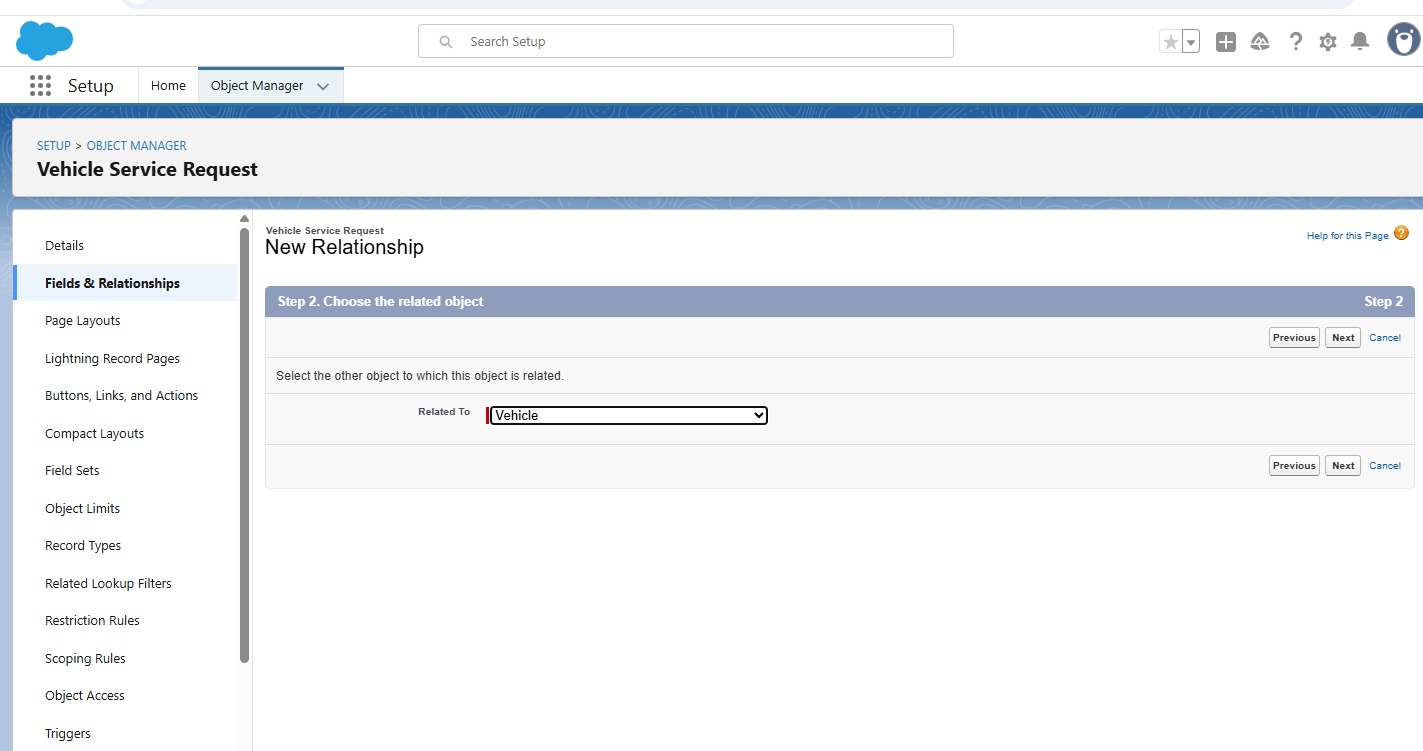 Search Setup
Setup
Home
Object Manager
SETUP > OBJECT MANAGER
Vehicle Service Request
Details
Fields & Relationships
Page Layouts
Lightning Record Pages
Buttons, Links, and Actions
Compact Layouts
Field Sets
Object Limits
Record Types
Related Lookup Filters
Restriction Rules
Scoping Rules
Object Access
Triggers
Vehicle Service Request
New Relationship
Help for this Page ?
Step 2. Choose the related object Step 2
Previous Next Cancel
Select the other object to which this object is related.
Related To Vehicle
Previous Next Cancel